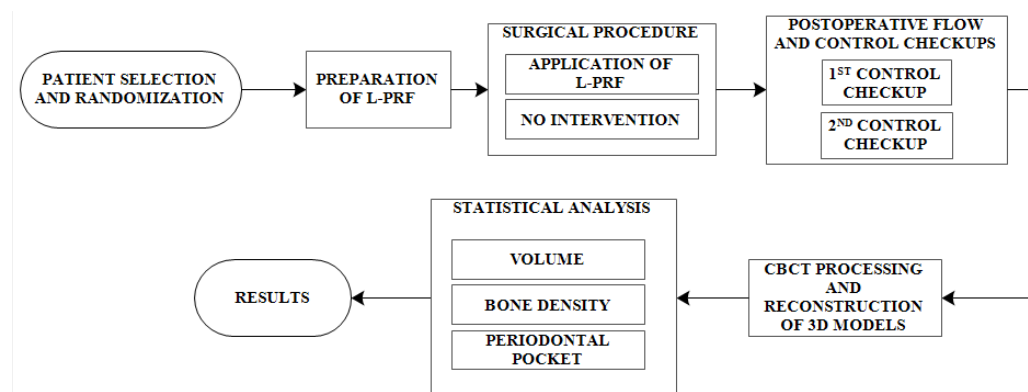 PATIENT SELECTION
AND RANDOMIZATION
PREPARATION
OF L-PRF
SURGICAL PROCEDURE
APPLICATION OF
L-PRF
NO INTERVENTION
POSTOPERATIVE FLOW
AND CONTROL CHECKUPS
1ST CONTROL
CHECKUP
2ND CONTROL
CHECKUP
CBCT PROCESSING
AND
RECONSTRUCTION
OF 3D MODELS
STATISTICAL ANALYSIS
VOLUME
BONE DENSITY
PERIODONTAL
POCKET
RESULTS